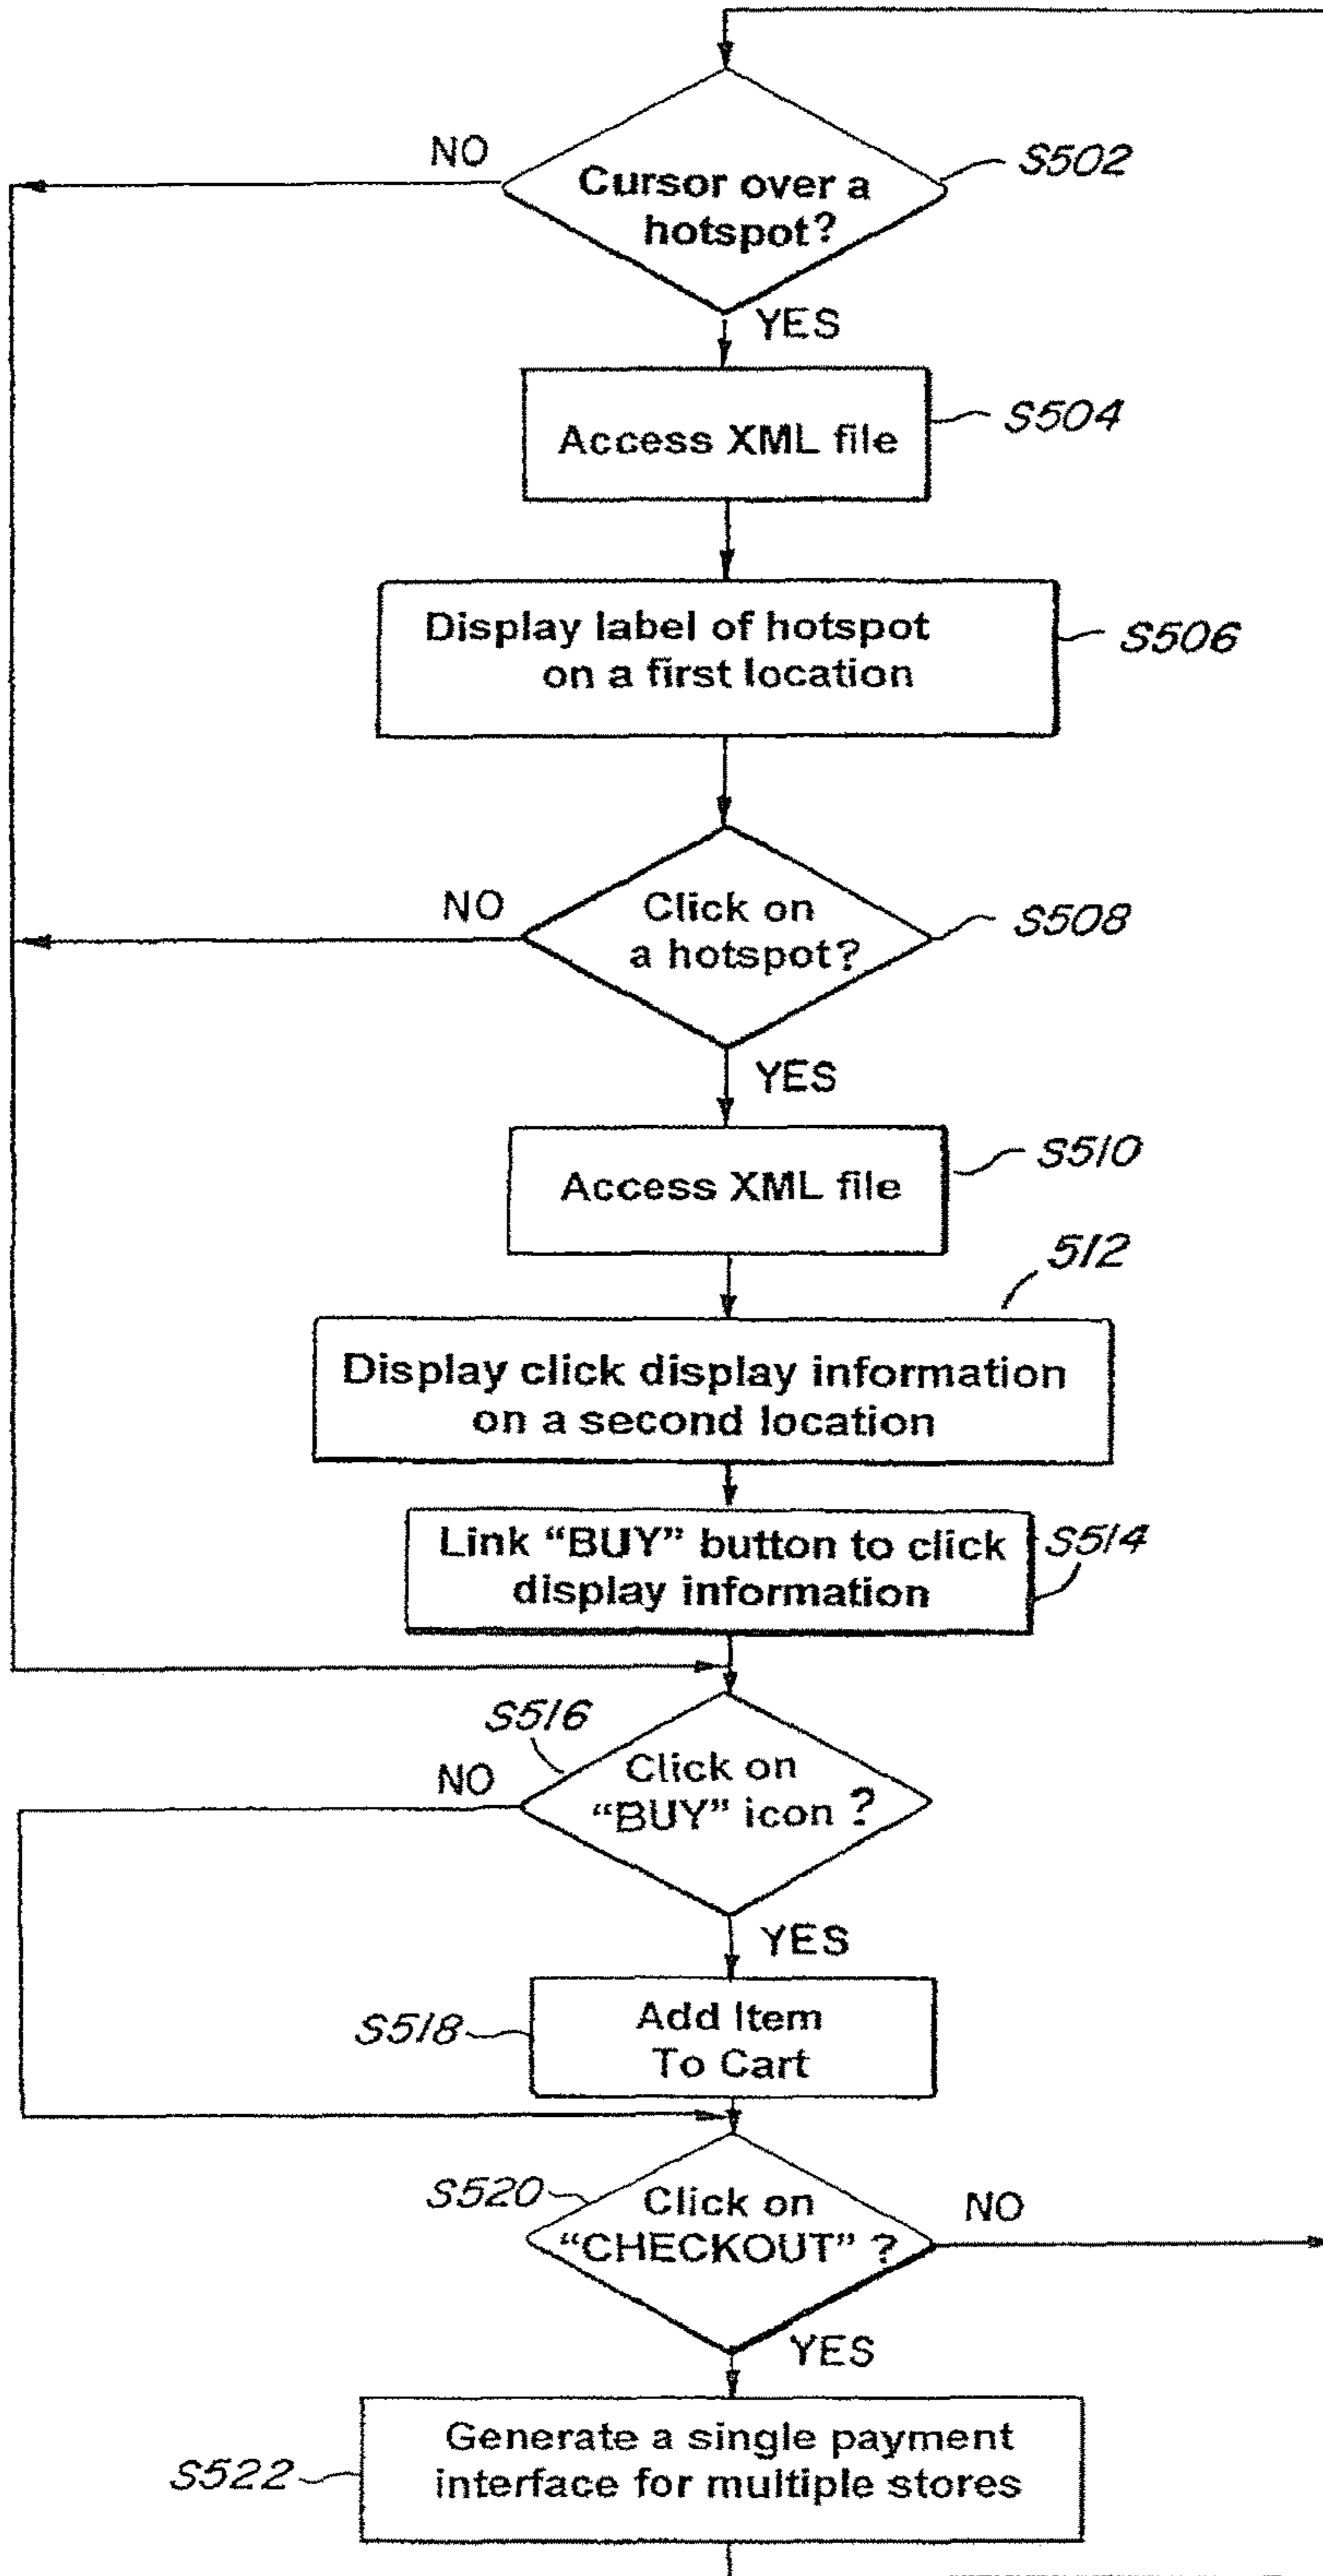 NO
S502
Cursor over a
hotspot?
YES
S504
Access XML file
Display label of hotspot
on a first location
S506
NO
Click on
a hotspot?
S508
YES
S510
Access XML file
512
Display click display information
on a second location
Link “BUY” button to click
display information
S514
S516
NO
Click on
“BUY” icon ?
YES
S518
Add Item
To Cart
S520
Click on
“CHECKOUT” ?
NO
YES
S522
Generate a single payment
interface for multiple stores